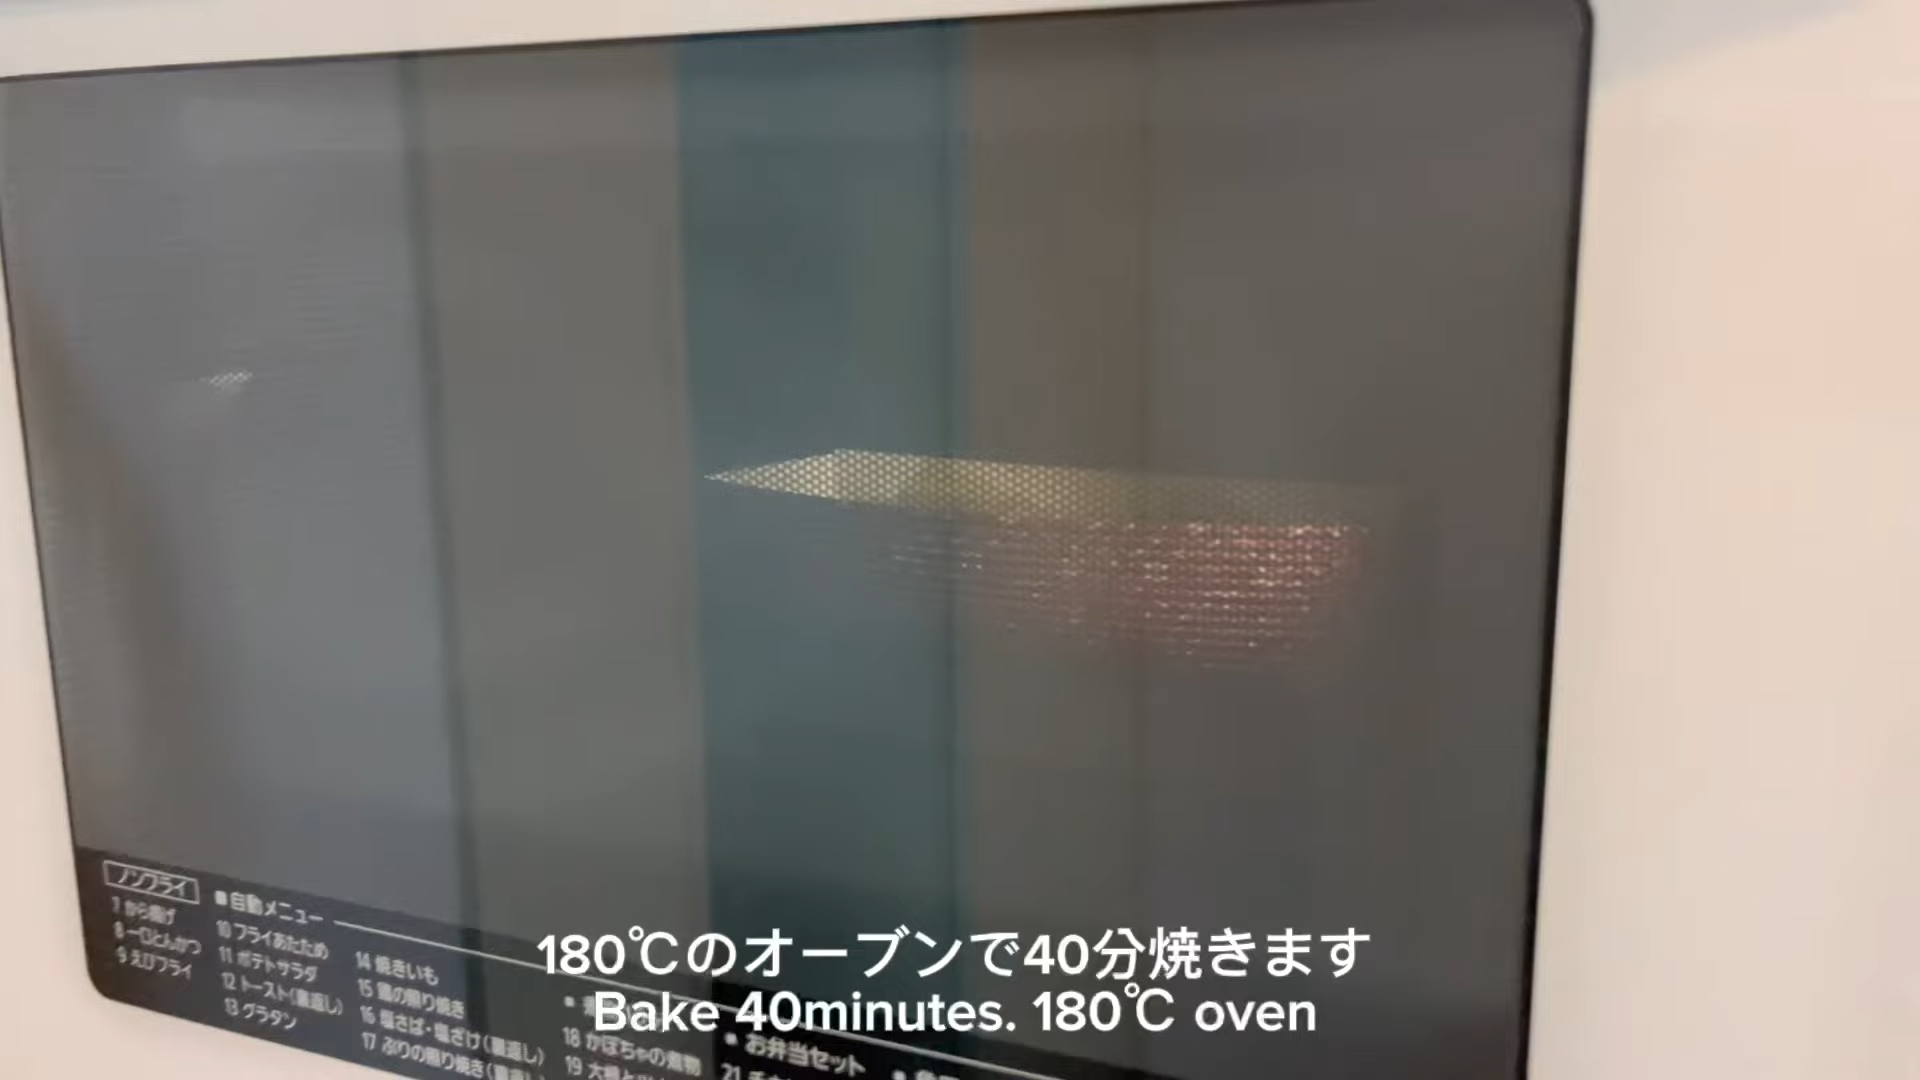 ノンフライ
7 から揚げ
8 一口とんかつ
9 えびフライ
■自動メニュー
10 フライあたため
11 ポテトサラダ
12 トースト(裏返し)
13 グラタン
14 焼きいも
15 鶏の照り焼き
16 塩さば・塩ざけ(裏返し)
17 ぶりの照り焼き(裏返し)
18 かぼちゃの煮物
19 大根と
■お弁当セット
21
180℃のオーブンで40分焼きます
Bake 40minutes. 180℃ oven